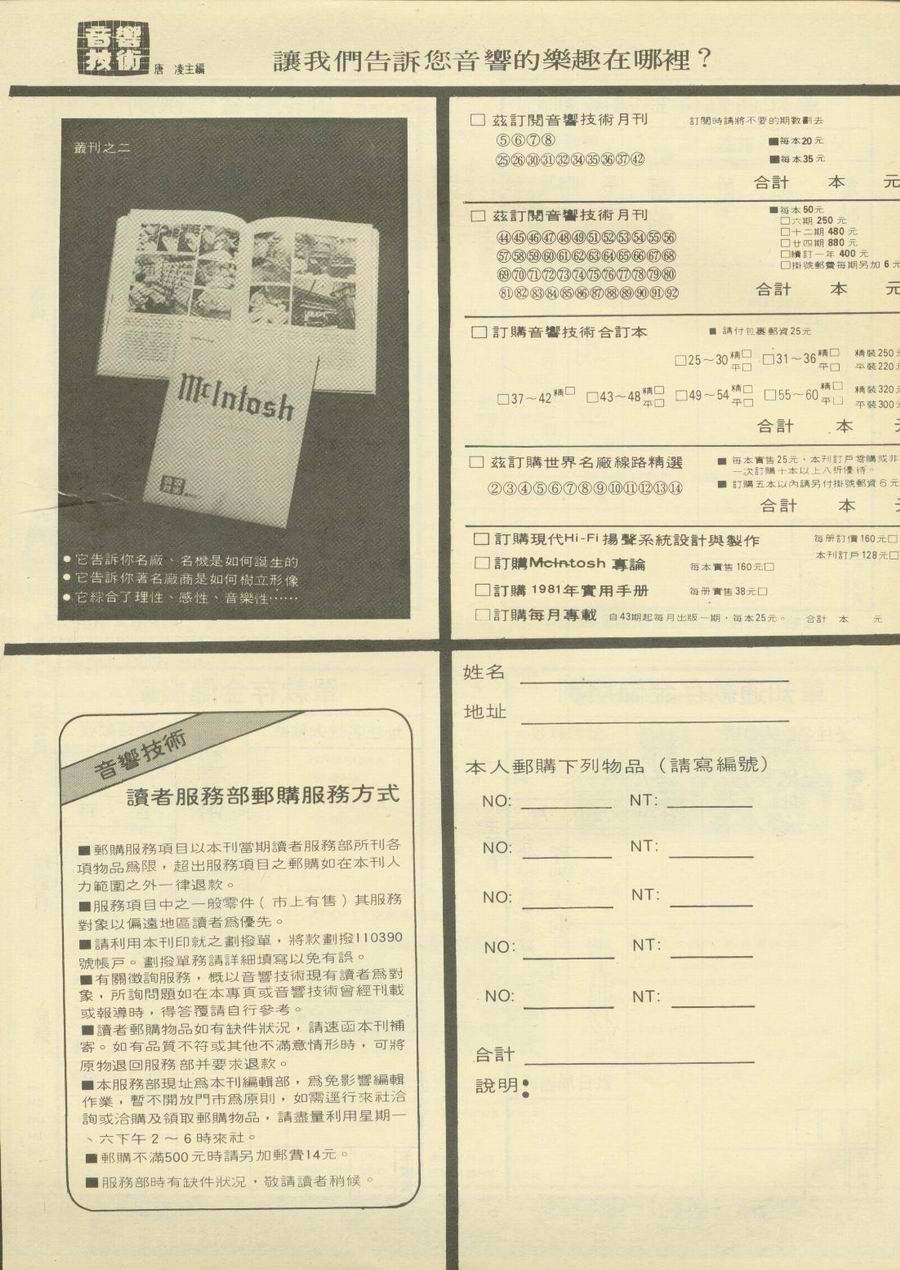 音響
技術
唐　凌主編
讓我們告訴您音響的樂趣在哪裡？
叢刊之二
McIntosh
● 它告訴你名廠、名機是如何誕生的
● 它告訴你著名廠商是如何樹立形像
● 它綜合了理性、感性、音樂性……
□ 茲訂閱音響技術月刊　訂閱時請將不要的期數劃去
⑤⑥⑦⑧　■每本20元
㉕㉖㉚㉛㉜㉞㉟㊱㊲㊷　■每本35元
合計　本　元
□ 茲訂閱音響技術月刊　■每本50元
□六期 250 元
㊹㊺㊻㊼㊽㊾51 52 53 54 55 56　□十二期 480 元
57 58 59 60 61 62 63 64 65 66 67 68　□廿四期 880 元
□續訂一年 400 元
69 70 71 72 73 74 75 76 77 78 79 80　□掛號郵費每期另加 6 元
81 82 83 84 85 86 87 88 89 90 91 92　合計　本　元
□ 訂購音響技術合訂本　■ 請付包裹郵資25元
□25～30 精□ 平□　□31～36 精□ 平□　精裝250 平裝220
□37～42 精□　□43～48 精□ 平□　□49～54 精□ 平□　□55～60 精□ 平□　精裝320 平裝300
合計　本
□ 茲訂購世界名廠線路精選　■ 每本實售25元，本刊訂戶零購或非
一次訂購十本以上八折優待。
②③④⑤⑥⑦⑧⑨⑩⑪⑫⑬⑭　■ 訂購五本以內請另付掛號郵資6元
合計　本
□ 訂購現代Hi-Fi 揚聲系統設計與製作　每册訂價160元□
本刊訂戶128元□
□ 訂購McIntosh 專論　每本實售160元□
□ 訂購 1981年實用手册　每册實售38元□
□ 訂購每月專載　自43期起每月出版一期，每本25元。　合計　本　元
音響技術
讀者服務部郵購服務方式
■郵購服務項目以本刊當期讀者服務部所刊各
項物品爲限，超出服務項目之郵購如在本刊人
力範圍之外一律退款。
■服務項目中之一般零件（市上有售）其服務
對象以偏遠地區讀者爲優先。
■請利用本刊印就之劃撥單，將款劃撥110390
號帳戶。劃撥單務請詳細填寫以免有誤。
■有關徵詢服務，概以音響技術現有讀者爲對
象，所詢問題如在本專頁或音響技術曾經刊載
或報導時，得答覆請自行參考。
■讀者郵購物品如有缺件狀况，請速函本刊補
寄。如有品質不符或其他不滿意情形時，可將
原物退回服務部并要求退款。
■本服務部現址爲本刊編輯部，爲免影響編輯
作業，暫不開放門市爲原則，如需逕行來社洽
詢或洽購及領取郵購物品，請盡量利用星期一
、六下午 2 ～ 6 時來社。
■郵購不滿500元時請另加郵費14元。
■服務部時有缺件狀况，敬請讀者稍候。
姓名
地址
本人郵購下列物品（請寫編號）
NO:　NT:
NO:　NT:
NO:　NT:
NO:　NT:
NO:　NT:
合計
說明：